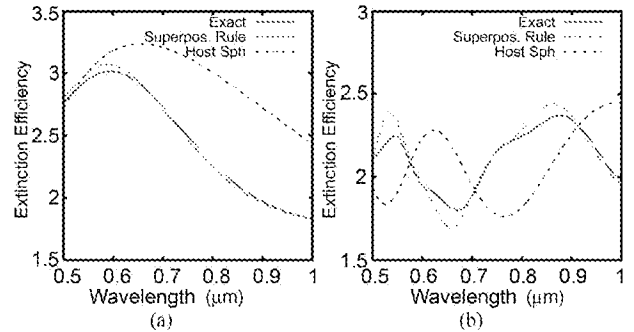 Exact
Superpos. Rule
Host Sph
Extinction Efficiency
3.5
3
2.5
2
1.5
0.5 0.6 0.7 0.8 0.9 1
Wavelength (μm)
(a)
Exact
Superpos. Rule
Host Sph
Extinction Efficiency
3
2.5
2
1.5
0.5 0.6 0.7 0.8 0.9 1
Wavelength (μm)
(b)